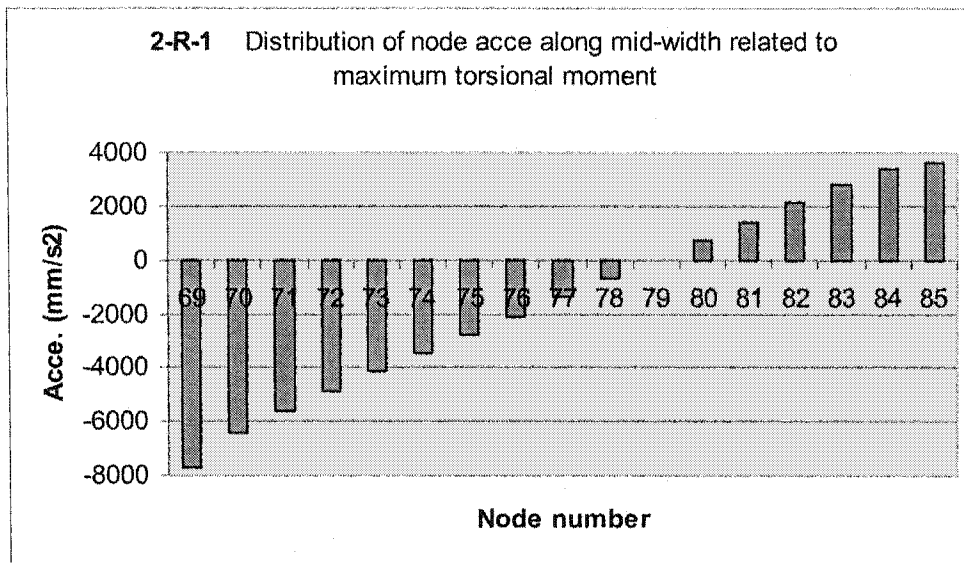 2-R-1 Distribution of node acce along mid-width related to
maximum torsional moment
4000
2000
0
-2000
-4000
-6000
-8000
Acce. (mm/s2)
69 70 71 72 73 74 75 76 77 78 79 80 81 82 83 84 85
Node number